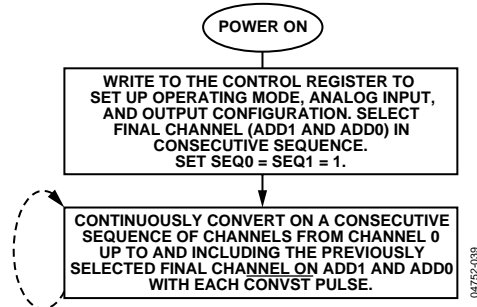 POWER ON
WRITE TO THE CONTROL REGISTER TO
SET UP OPERATING MODE, ANALOG INPUT,
AND OUTPUT CONFIGURATION. SELECT
FINAL CHANNEL (ADD1 AND ADD0) IN
CONSECUTIVE SEQUENCE.
SET SEQ0 = SEQ1 = 1.
CONTINUOUSLY CONVERT ON A CONSECUTIVE
SEQUENCE OF CHANNELS FROM CHANNEL 0
UP TO AND INCLUDING THE PREVIOUSLY
SELECTED FINAL CHANNEL ON ADD1 AND ADD0
WITH EACH CONVST PULSE.
04752-039